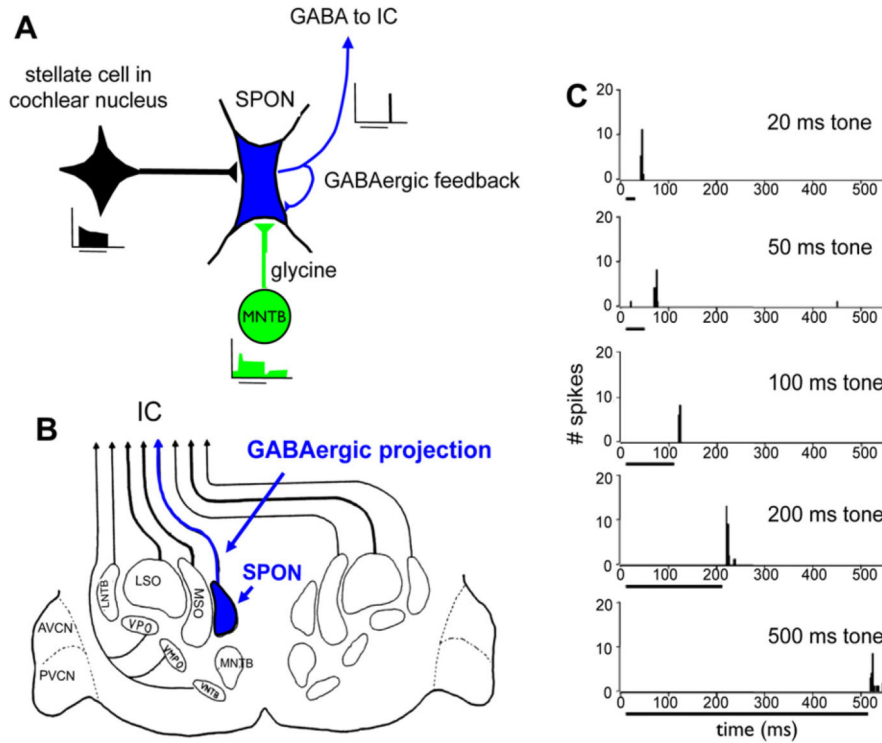 A
GABA to IC
stellate cell in
cochlear nucleus
SPON
GABAergic feedback
glycine
MNTB
B
IC
GABAergic projection
SPON
LNTB
LSO
MSO
VPO
VMPO
MNTB
VNTB
AVCN
PVCN
C
# spikes
20 ms tone
20
10
0
0 100 200 300 400 500
50 ms tone
20
10
0
0 100 200 300 400 500
100 ms tone
20
10
0
0 100 200 300 400 500
200 ms tone
20
10
0
0 100 200 300 400 500
500 ms tone
20
10
0
0 100 200 300 400 500
time (ms)